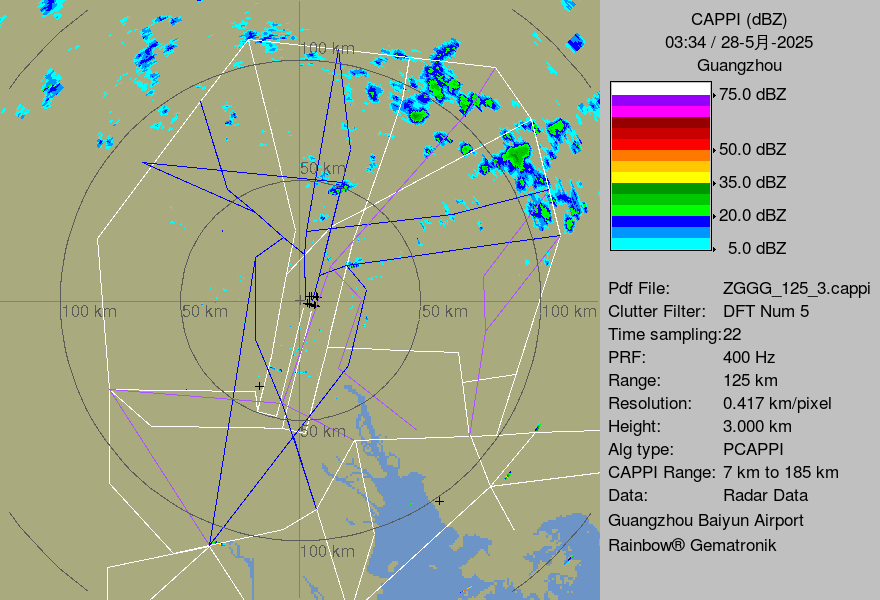 CAPPI (dBZ)
03:34 / 28-5月-2025
Guangzhou
75.0 dBZ
50.0 dBZ
35.0 dBZ
20.0 dBZ
5.0 dBZ
Pdf File: ZGGG_125_3.cappi
Clutter Filter: DFT Num 5
Time sampling:22
PRF: 400 Hz
Range: 125 km
Resolution: 0.417 km/pixel
Height: 3.000 km
Alg type: PCAPPI
CAPPI Range: 7 km to 185 km
Data: Radar Data
Guangzhou Baiyun Airport
Rainbow® Gematronik
100 km
50 km
100 km
50 km
50 km
100 km
50 km
100 km